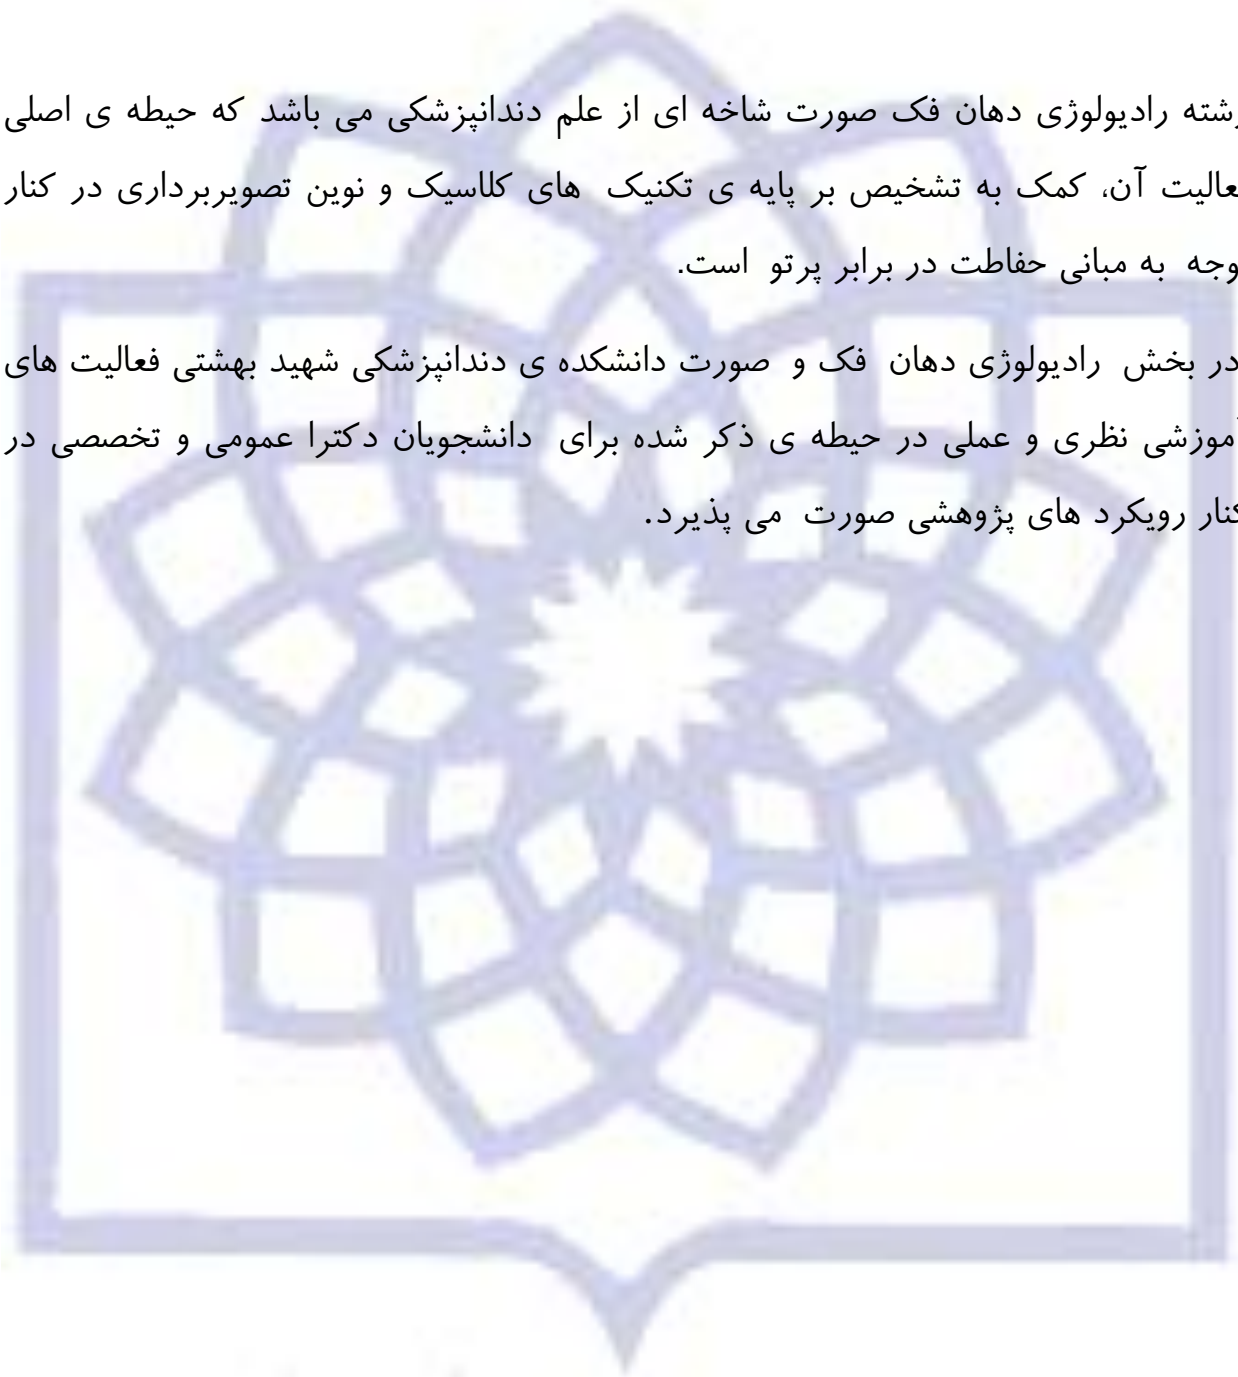 رشته رادیولوژی دهان فک صورت شاخه ای از علم دندانپزشکی می باشد که حیطه ی اصلی
فعالیت آن، کمک به تشخیص بر پایه ی تکنیک های کلاسیک و نوین تصویربرداری در کنار
توجه به مبانی حفاطت در برابر پرتو است.
در بخش رادیولوژی دهان فک و صورت دانشکده ی دندانپزشکی شهید بهشتی فعالیت های
آموزشی نظری و عملی در حیطه ی ذکر شده برای دانشجویان دکترا عمومی و تخصصی در
کنار رویکرد های پژوهشی صورت می پذیرد.